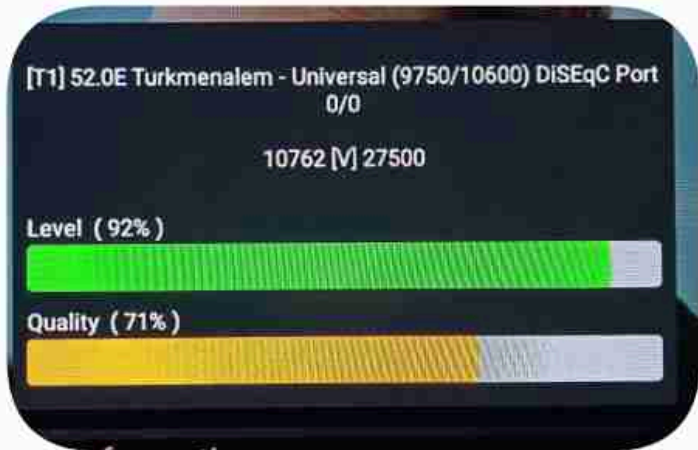 [T1] 52.0E Turkmenalem - Universal (9750/10600) DiSEqC Port
0/0
10762 [V] 27500
Level ( 92% )
Quality ( 71% )